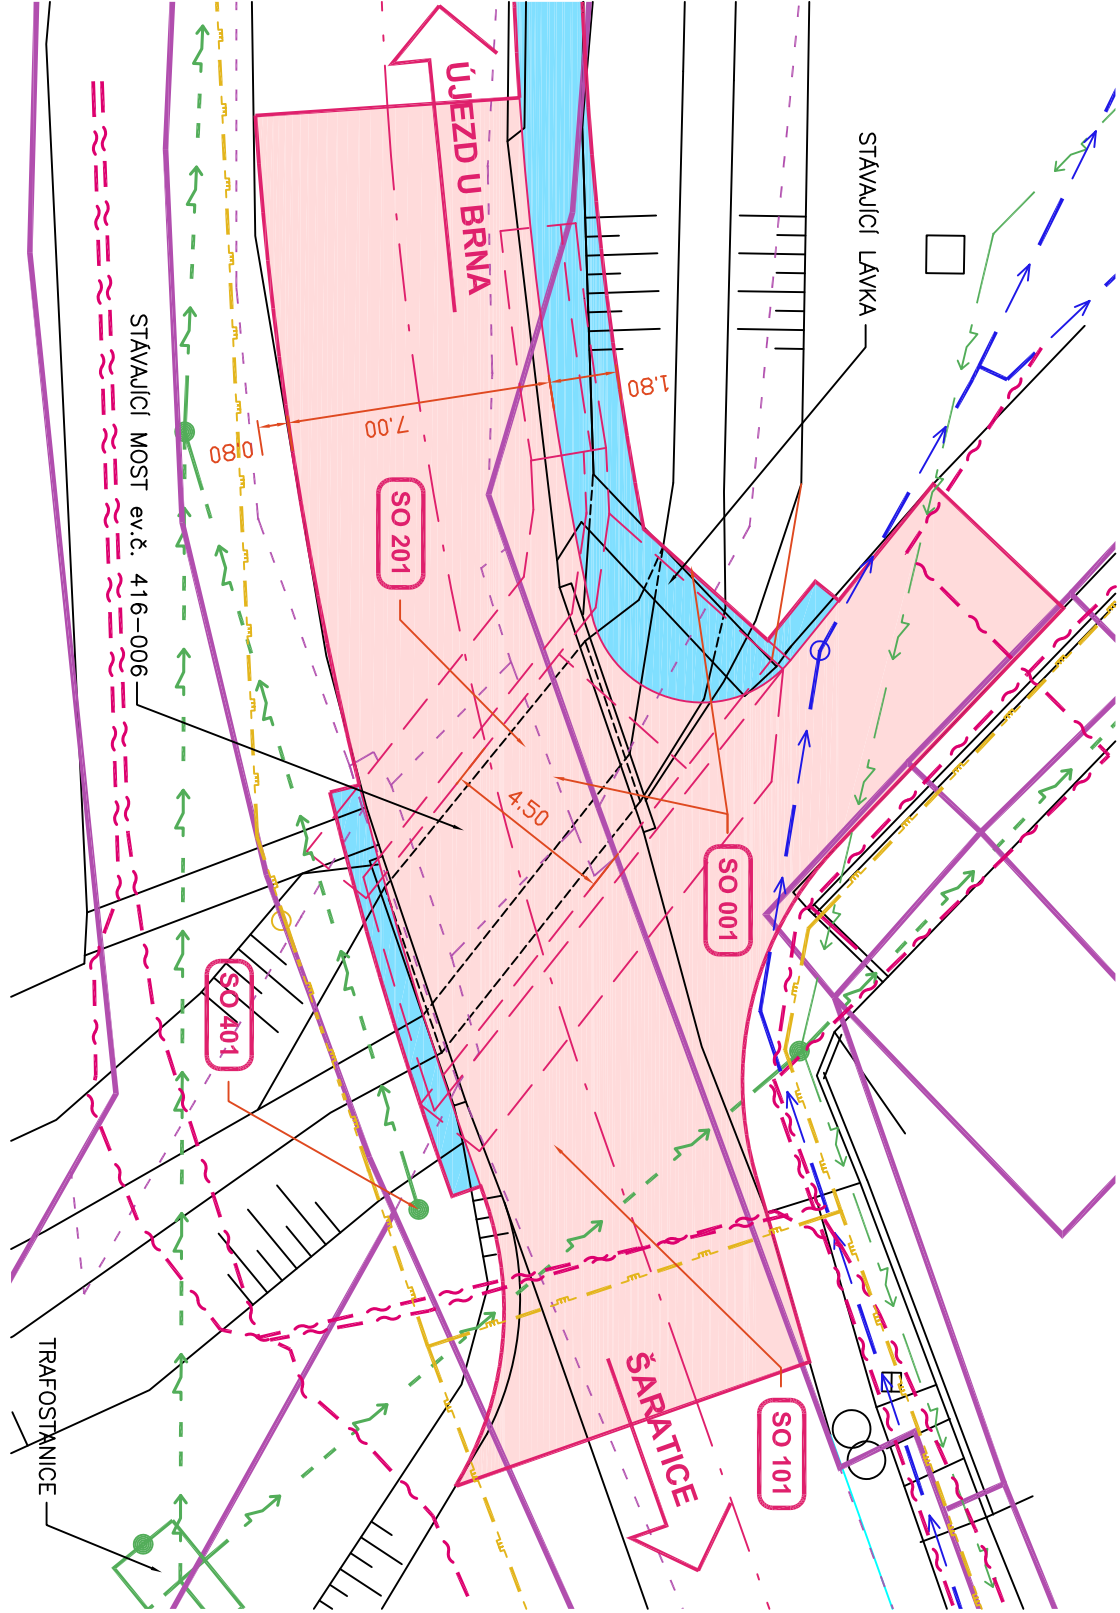 ÚJEZD U BRNA
STÁVAJÍCÍ LÁVKA
STÁVAJÍCÍ MOST ev.č. 416-006
1.80
7.00
0.80
SO 201
4.50
SO 001
SO 401
ŠARATICE
SO 101
TRAFOSTANICE